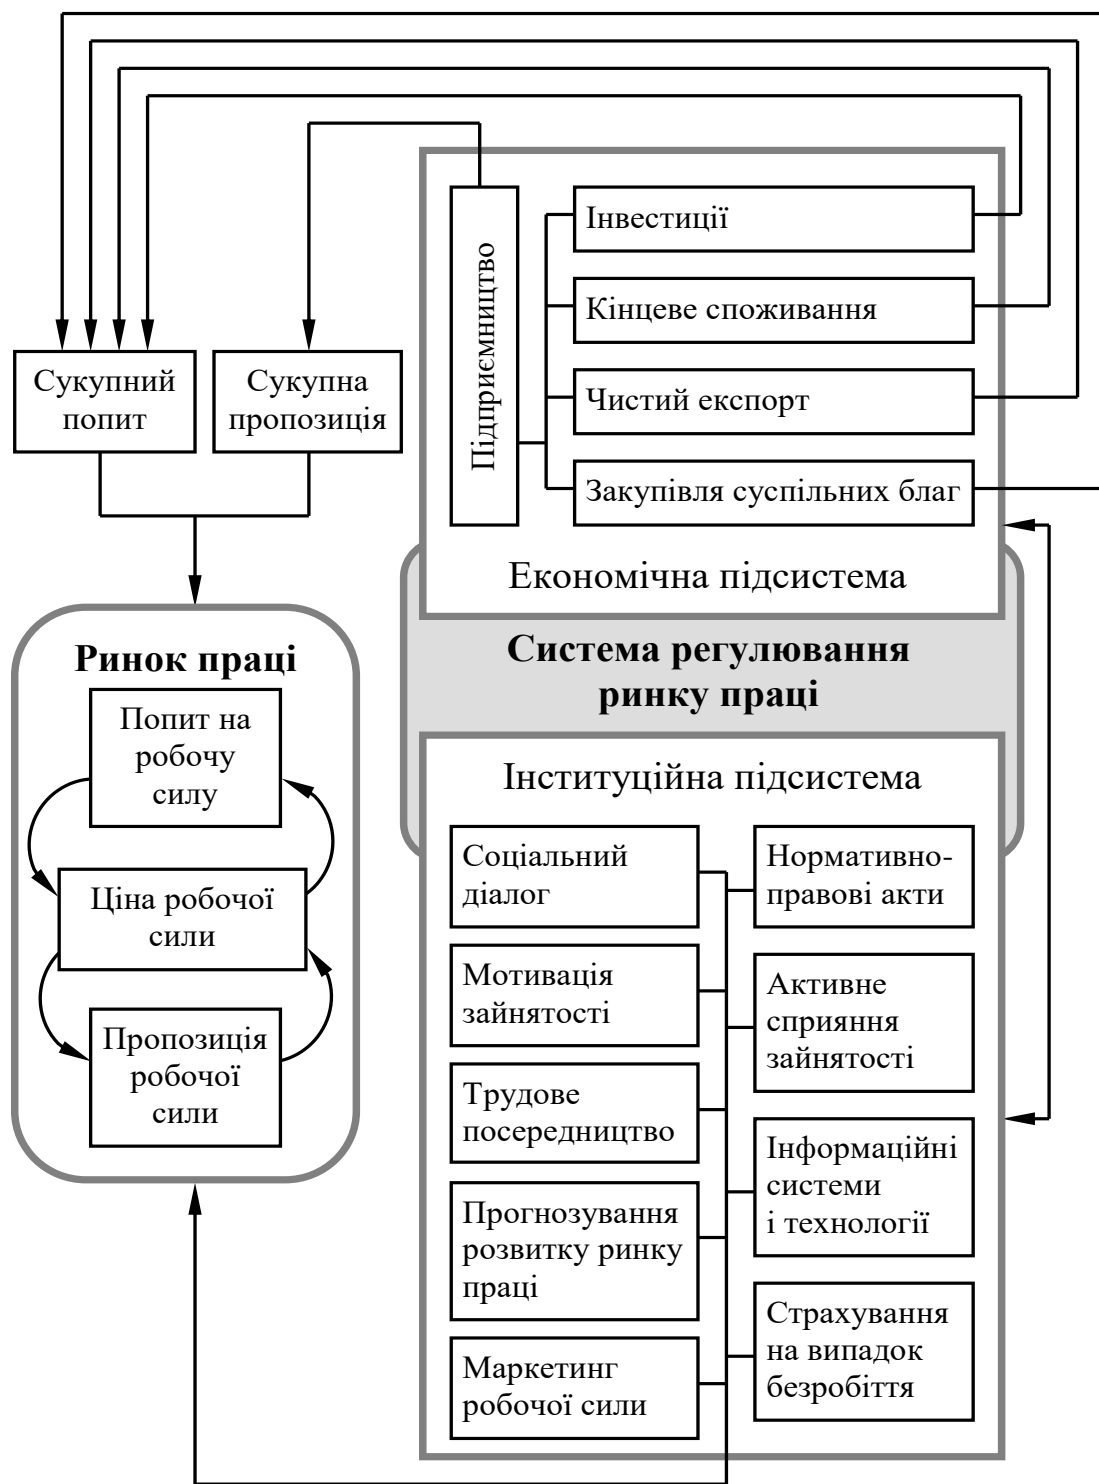 Сукупний
попит
Сукупна
пропозиція
Підприємництво
Інвестиції
Кінцеве споживання
Чистий експорт
Закупівля суспільних благ
Економічна підсистема
Система регулювання
ринку праці
Ринок праці
Попит на
робочу
силу
Ціна робочої
сили
Пропозиція
робочої
сили
Інституційна підсистема
Соціальний
діалог
Мотивація
зайнятості
Трудове
посередництво
Прогнозування
розвитку ринку
праці
Маркетинг
робочої сили
Нормативно-
правові акти
Активне
сприяння
зайнятості
Інформаційні
системи
і технології
Страхування
на випадок
безробіття